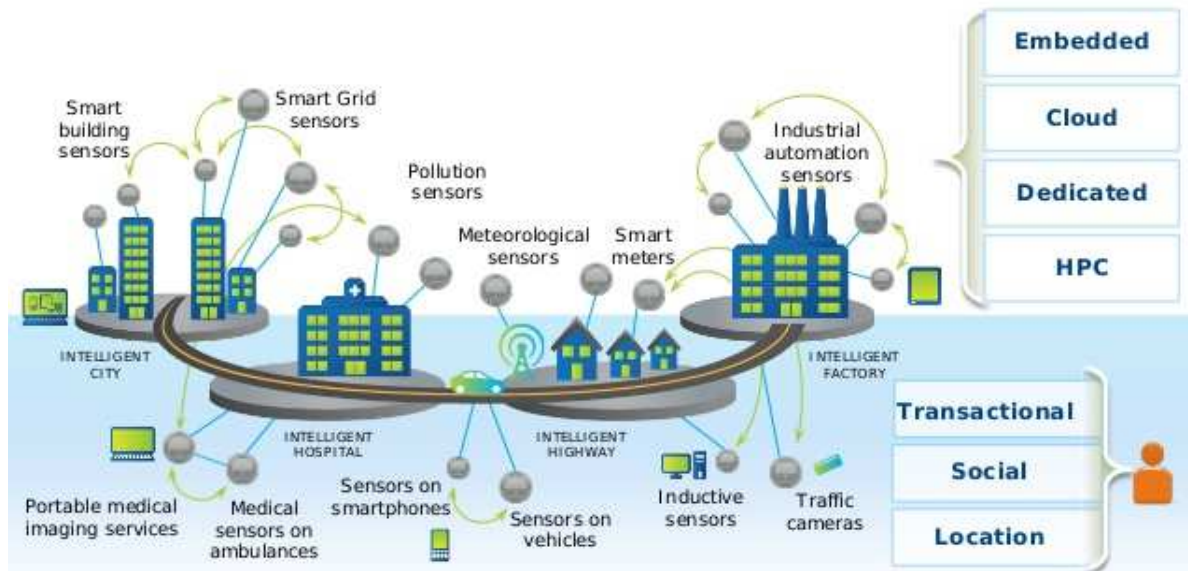 Embedded
Cloud
Dedicated
HPC
Smart
building
sensors
Smart Grid
sensors
Pollution
sensors
Meteorological
sensors
Smart
meters
Industrial
automation
sensors
INTELLIGENT
CITY
INTELLIGENT
HOSPITAL
INTELLIGENT
HIGHWAY
INTELLIGENT
FACTORY
Portable medical
imaging services
Medical
sensors on
ambulances
Sensors on
smartphones
Sensors on
vehicles
Inductive
sensors
Traffic
cameras
Transactional
Social
Location